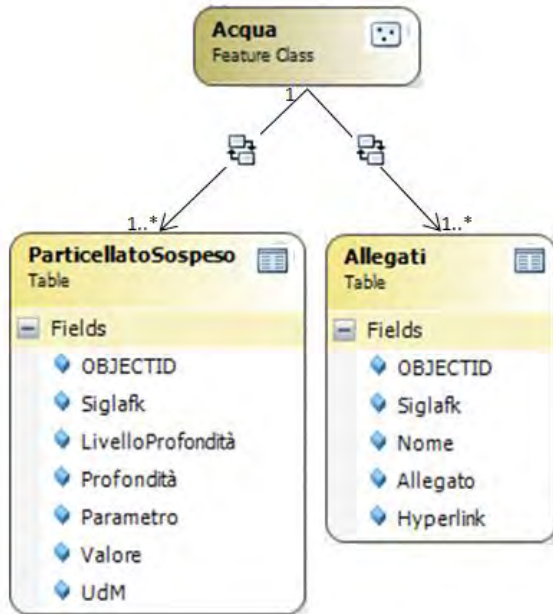 Acqua
Feature Class
1
1..*
1..*
ParticellatoSospeso
Table
Fields
OBJECTID
Siglafk
LivelloProfondità
Profondità
Parametro
Valore
UdM
Allegati
Table
Fields
OBJECTID
Siglafk
Nome
Allegato
Hyperlink